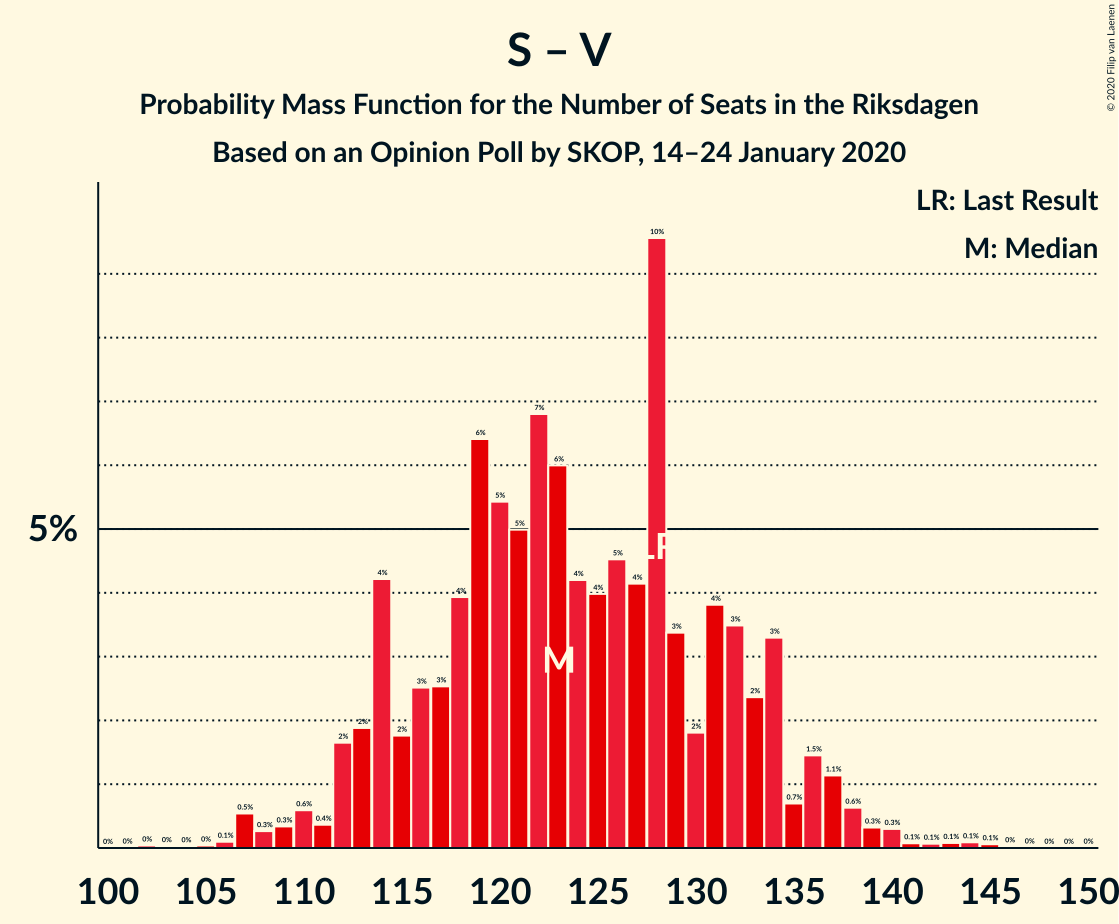 S – V
Probability Mass Function for the Number of Seats in the Riksdagen
Based on an Opinion Poll by SKOP, 14–24 January 2020
© 2020 Filip van Laenen
LR: Last Result
M: Median
5%
0% 0% 0% 0% 0% 0% 0.1% 0.5% 0.3% 0.3% 0.6% 0.4% 2% 2% 4% 2% 3% 3% 4% 6% 5% 5% 7% 6% 4% 4% 5% 4% 10% 3% 2% 4% 3% 2% 3% 0.7% 1.5% 1.1% 0.6% 0.3% 0.3% 0.1% 0.1% 0.1% 0.1% 0.1% 0% 0% 0% 0% 0%
LR
M
100 105 110 115 120 125 130 135 140 145 150